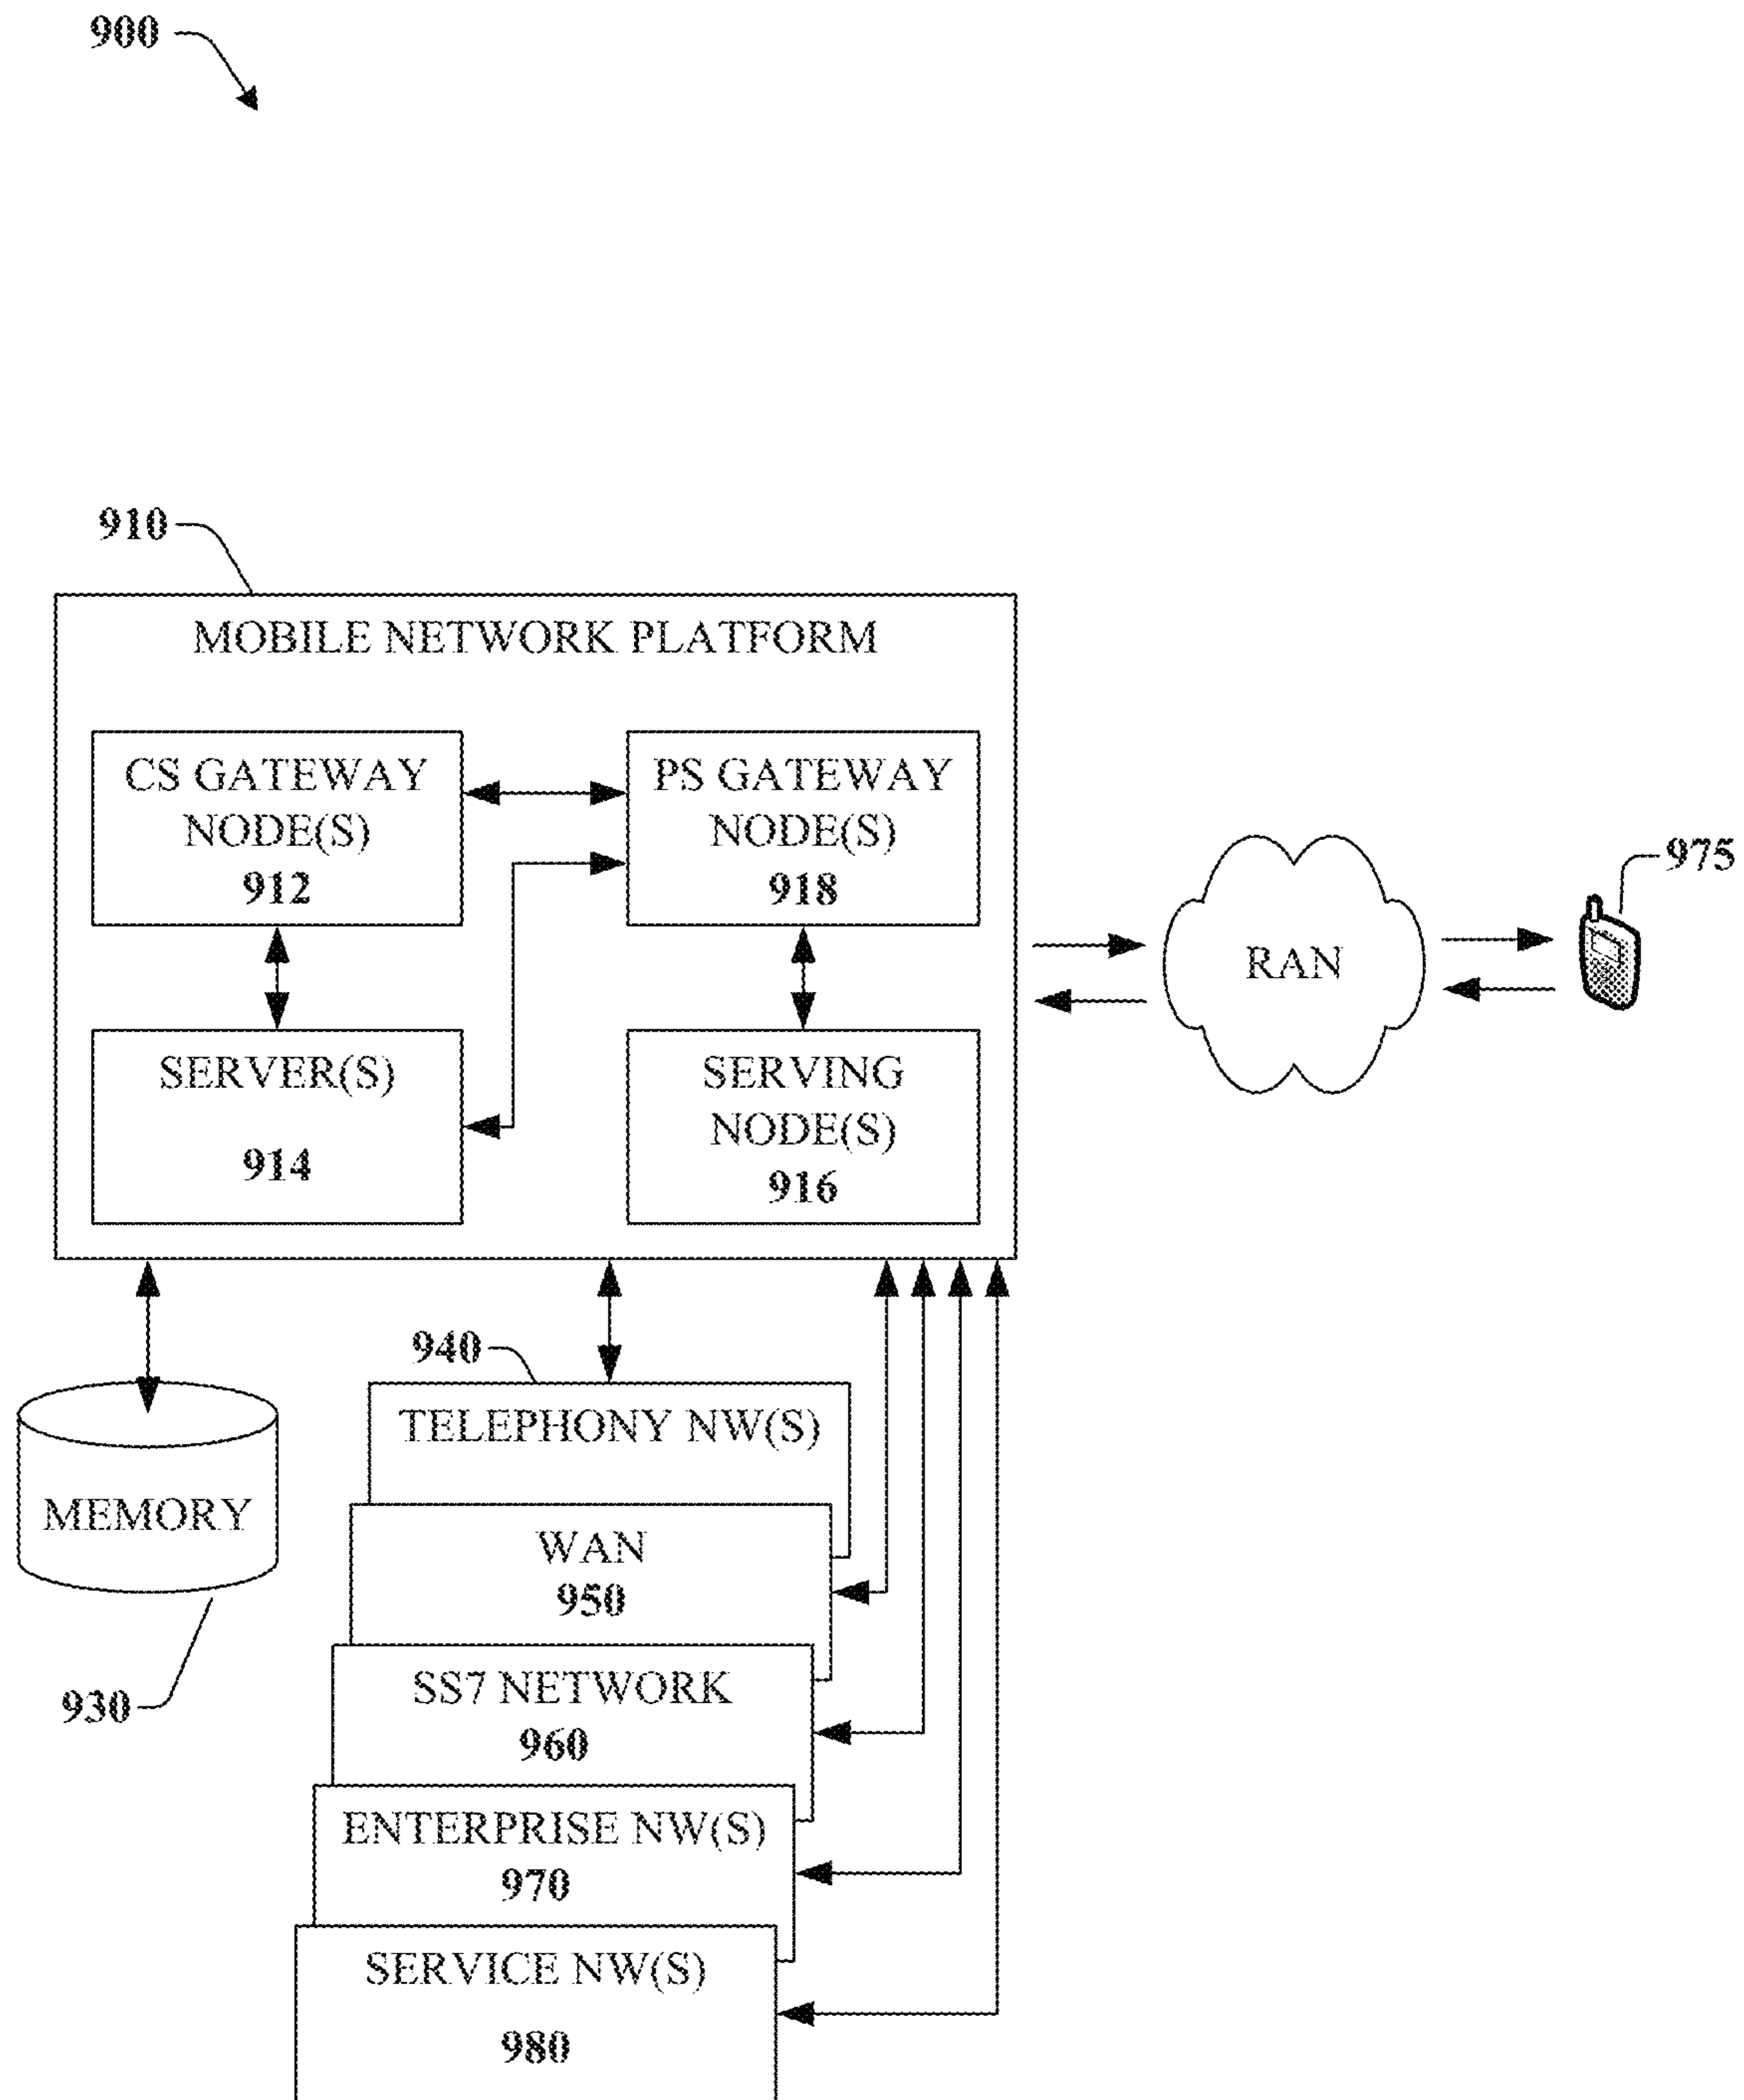 900
910
MOBILE NETWORK PLATFORM
CS GATEWAY
NODE(S)
912
PS GATEWAY
NODE(S)
918
SERVER(S)
914
SERVING
NODE(S)
916
RAN
975
940
TELEPHONY NW(S)
MEMORY
930
WAN
950
SS7 NETWORK
960
ENTERPRISE NW(S)
970
SERVICE NW(S)
980